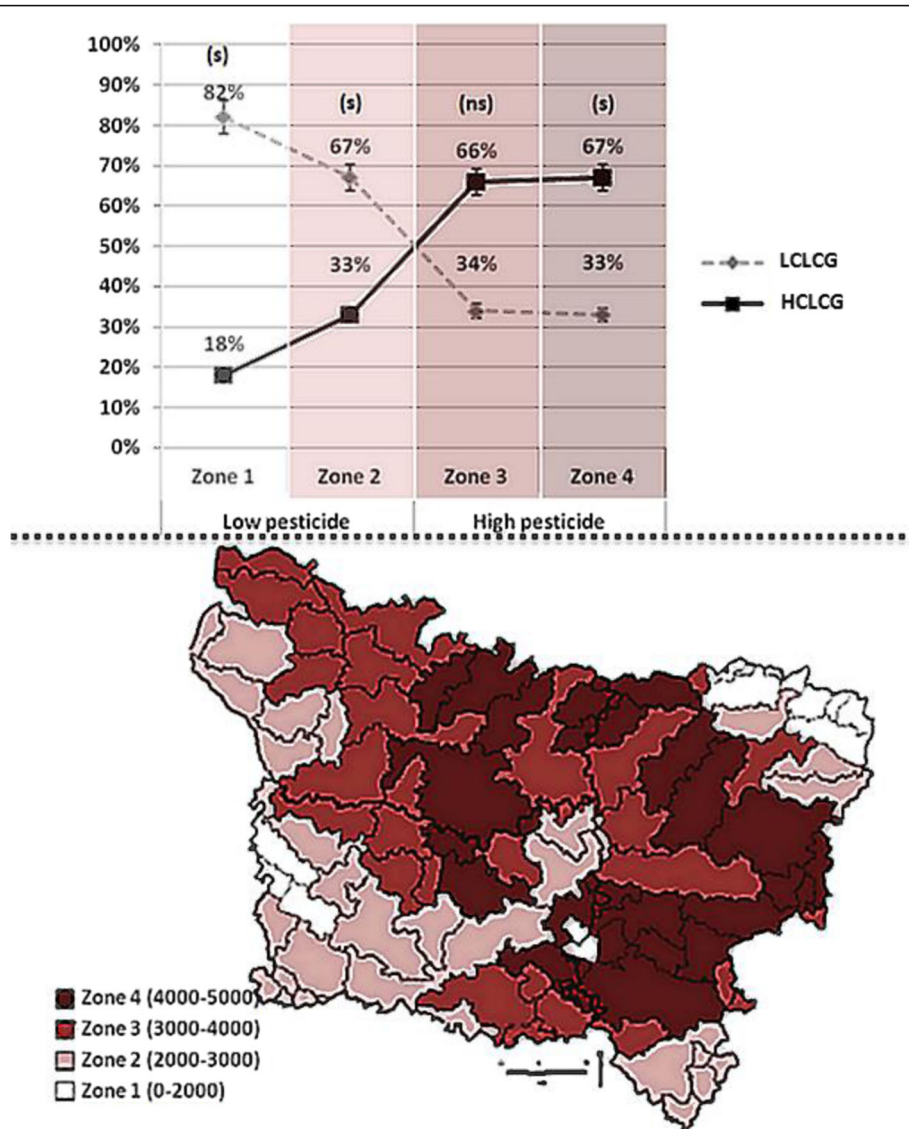 100%
90%
80%
70%
60%
50%
40%
30%
20%
10%
0%
(s)
82%
(s)
67%
(ns)
66%
(s)
67%
33%
34%
33%
18%
LCLCG
HCLCG
Zone 1 Zone 2 Zone 3 Zone 4
Low pesticide High pesticide
Zone 4 (4000-5000)
Zone 3 (3000-4000)
Zone 2 (2000-3000)
Zone 1 (0-2000)